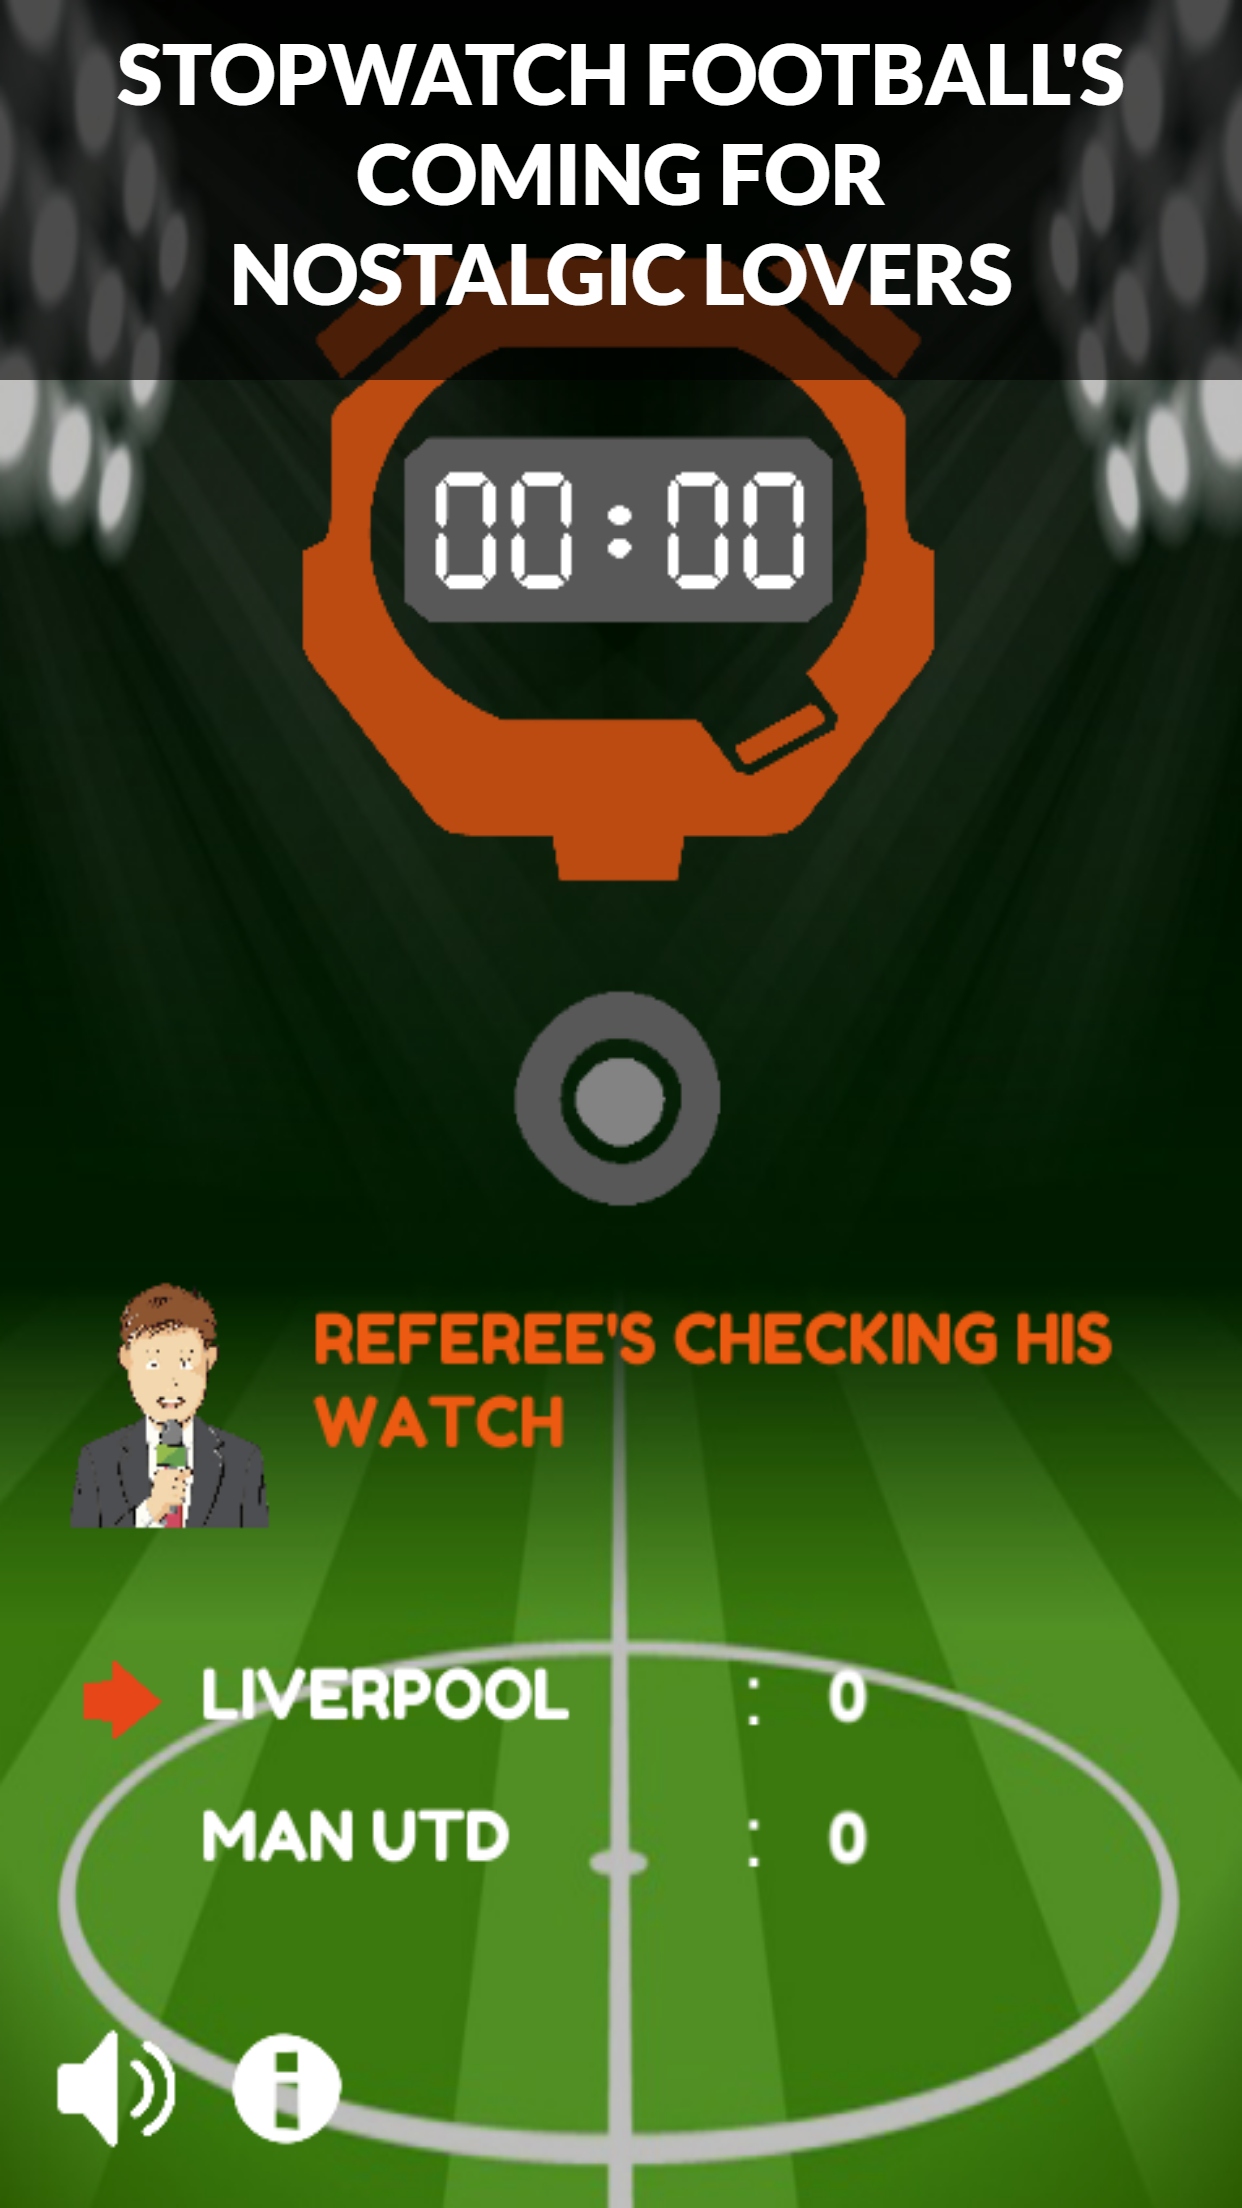 STOPWATCH FOOTBALL'S
COMING FOR
NOSTALGIC LOVERS
00:00
REFEREE'S CHECKING HIS
WATCH
LIVERPOOL : 0
MAN UTD : 0